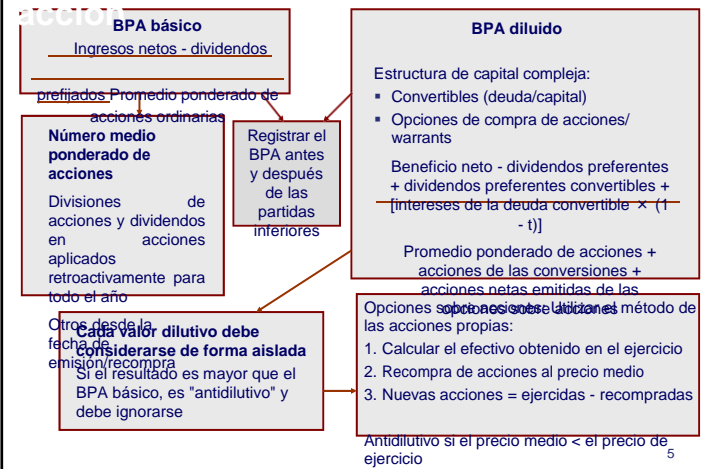 acción
BPA básico
Ingresos netos - dividendos
prefijados Promedio ponderado de
acciones ordinarias
BPA diluido
Estructura de capital compleja:
▪ Convertibles (deuda/capital)
▪ Opciones de compra de acciones/
warrants
Beneficio neto - dividendos preferentes
+ dividendos preferentes convertibles +
[intereses de la deuda convertible × (1
- t)]
Promedio ponderado de acciones +
acciones de las conversiones +
acciones netas emitidas de las
opciones sobre acciones
Número medio
ponderado de
acciones
Divisiones de
acciones y dividendos
en acciones
aplicados
retroactivamente para
todo el año
Otros desde la
fecha de
emisión/recompra
Registrar el
BPA antes
y después
de las
partidas
inferiores
Cada valor dilutivo debe
considerarse de forma aislada
Si el resultado es mayor que el
BPA básico, es "antidilutivo" y
debe ignorarse
Opciones sobre acciones: Utilizar el método de
las acciones propias:
1. Calcular el efectivo obtenido en el ejercicio
2. Recompra de acciones al precio medio
3. Nuevas acciones = ejercidas - recompradas
Antidilutivo si el precio medio < el precio de
ejercicio
5